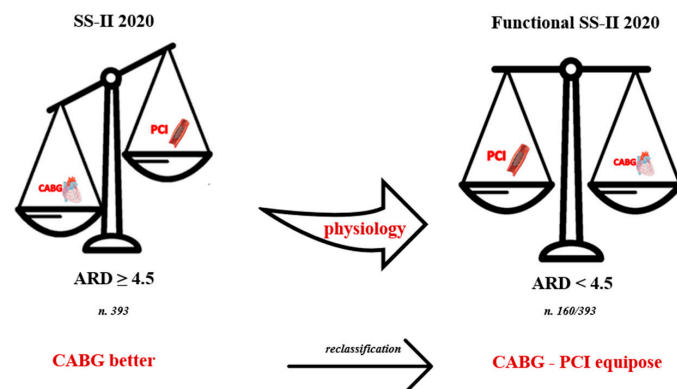 SS-II 2020
Functional SS-II 2020
PCI
CABG
PCI
CABG
physiology
ARD ≥ 4.5
ARD < 4.5
n. 393
n. 160/393
CABG better
reclassification
CABG - PCI equipose